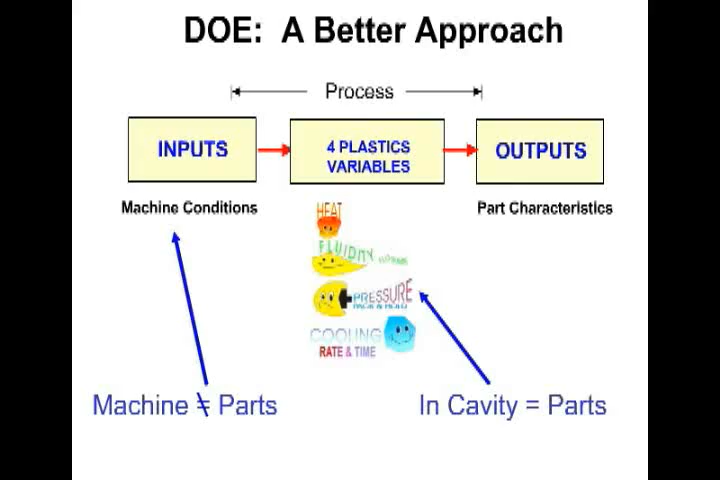 DOE: A Better Approach
Process
INPUTS
4 PLASTICS
VARIABLES
OUTPUTS
Machine Conditions
Part Characteristics
HEAT
FLUIDITY
PRESSURE
COOLING
RATE & TIME
Machine ≠ Parts
In Cavity = Parts